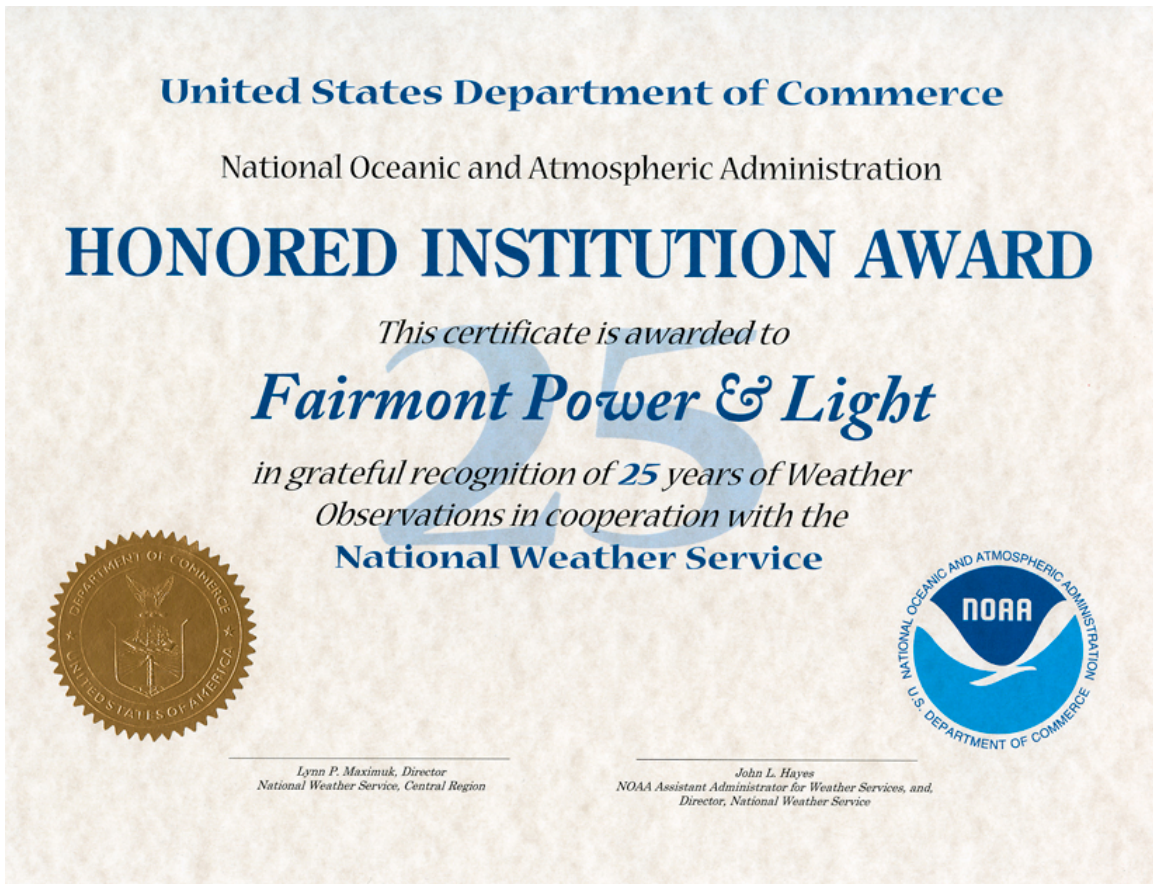 United States Department of Commerce
National Oceanic and Atmospheric Administration
HONORED INSTITUTION AWARD
This certificate is awarded to
25
Fairmont Power & Light
in grateful recognition of 25 years of Weather
Observations in cooperation with the
National Weather Service
DEPARTMENT OF COMMERCE
UNITED STATES OF AMERICA
NATIONAL OCEANIC AND ATMOSPHERIC ADMINISTRATION
NOAA
U.S. DEPARTMENT OF COMMERCE
Lynn P. Maximuk, Director
National Weather Service, Central Region
John L. Hayes
NOAA Assistant Administrator for Weather Services, and,
Director, National Weather Service